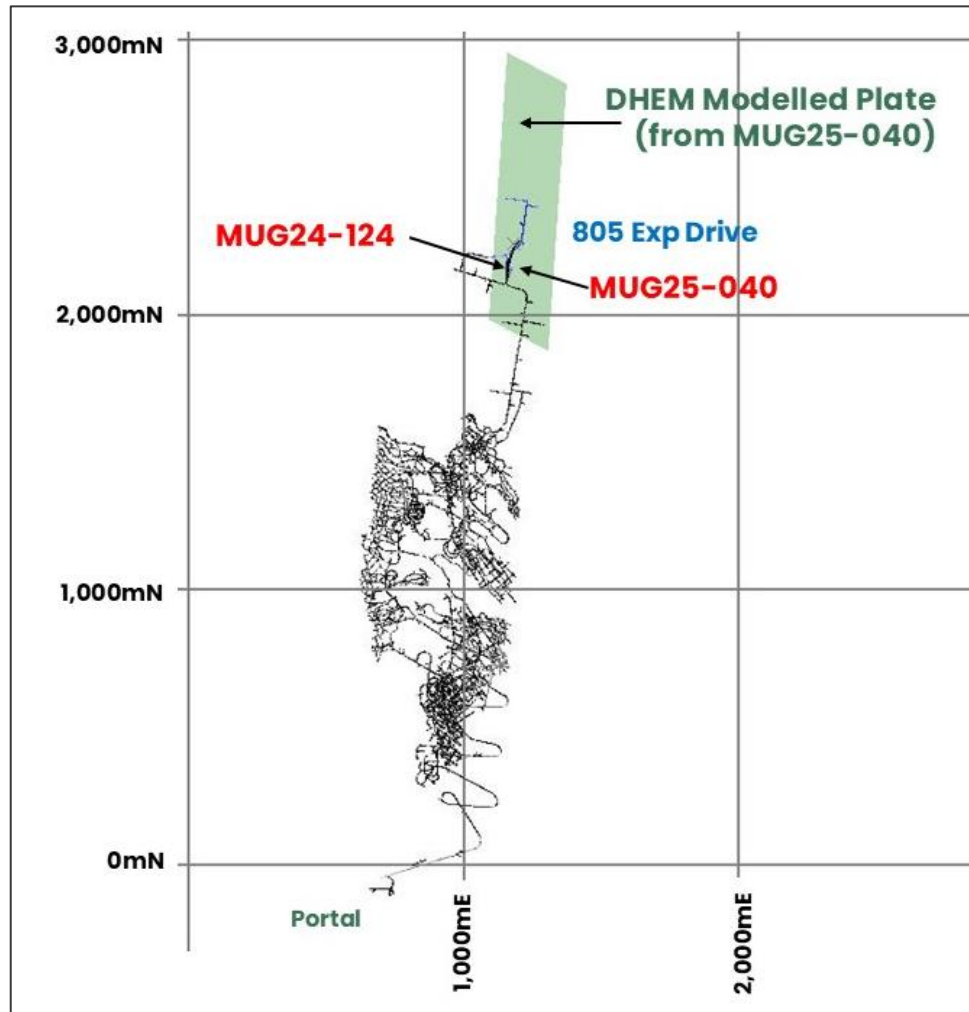 3,000mN
DHEM Modelled Plate
(from MUG25-040)
MUG24-124
805 Exp Drive
MUG25-040
2,000mN
1,000mN
0mN
Portal
1,000mE
2,000mE